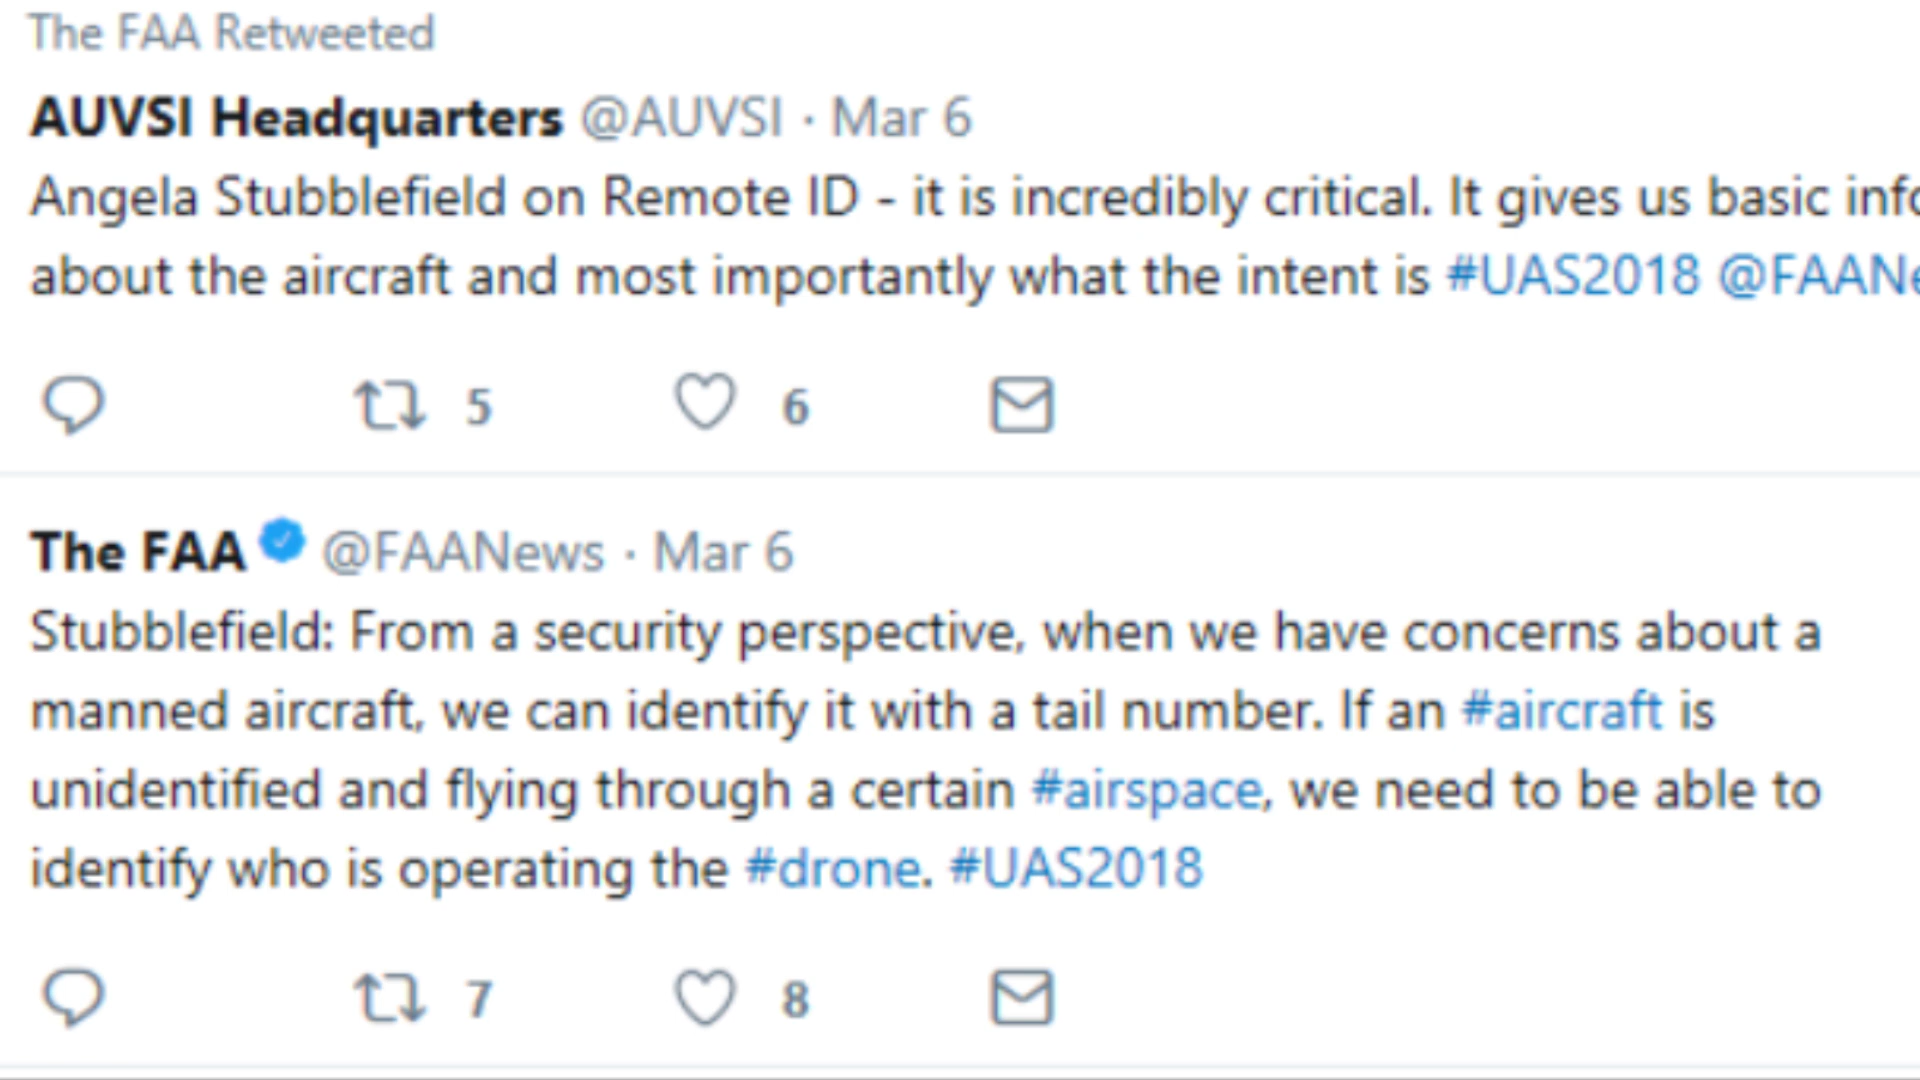 The FAA Retweeted
AUVSI Headquarters @AUVSI · Mar 6
Angela Stubblefield on Remote ID - it is incredibly critical. It gives us basic
about the aircraft and most importantly what the intent is #UAS2018
5 6
The FAA @FAANews · Mar 6
Stubblefield: From a security perspective, when we have concerns about a
manned aircraft, we can identify it with a tail number. If an #aircraft is
unidentified and flying through a certain #airspace, we need to be able to
identify who is operating the #drone. #UAS2018
7 8